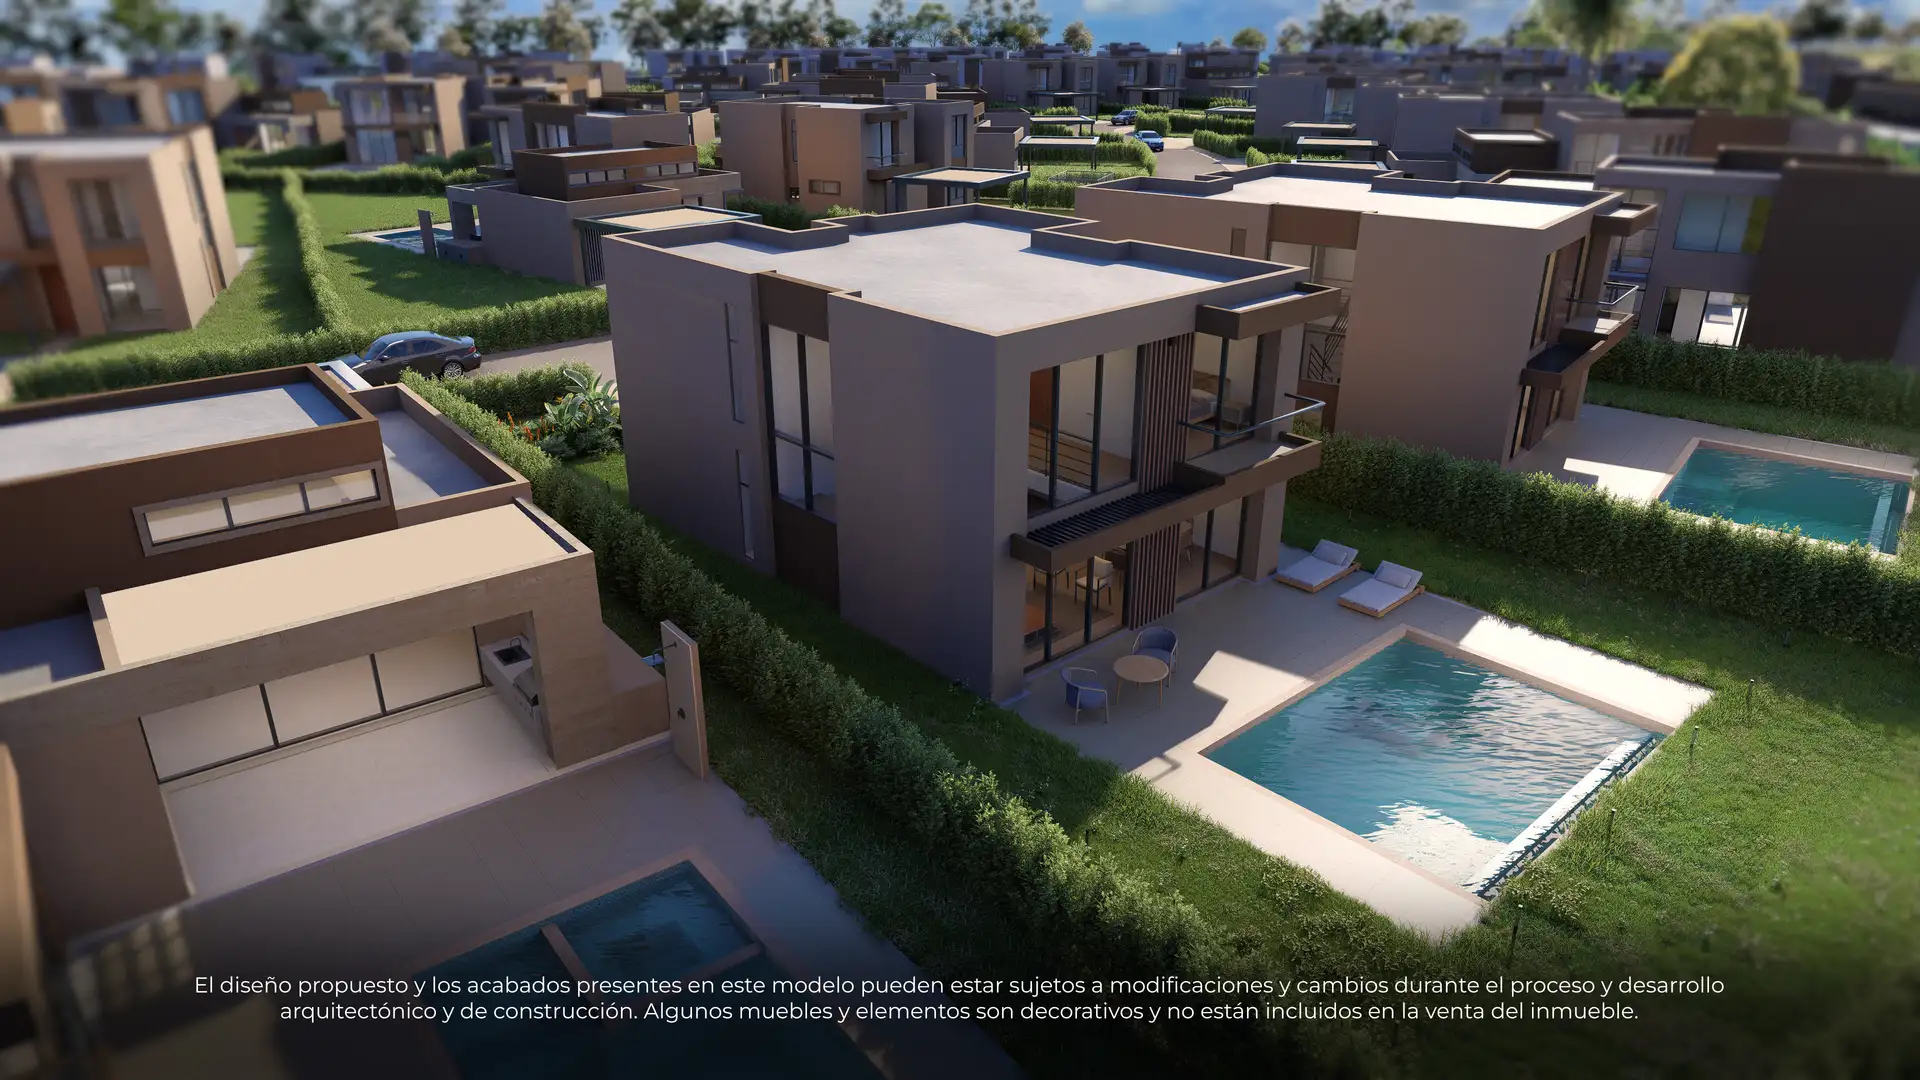 El diseño propuesto y los acabados presentes en este modelo pueden estar sujetos a modificaciones y cambios durante el proceso y desarrollo
arquitectónico y de construcción. Algunos muebles y elementos son decorativos y no están incluidos en la venta del inmueble.